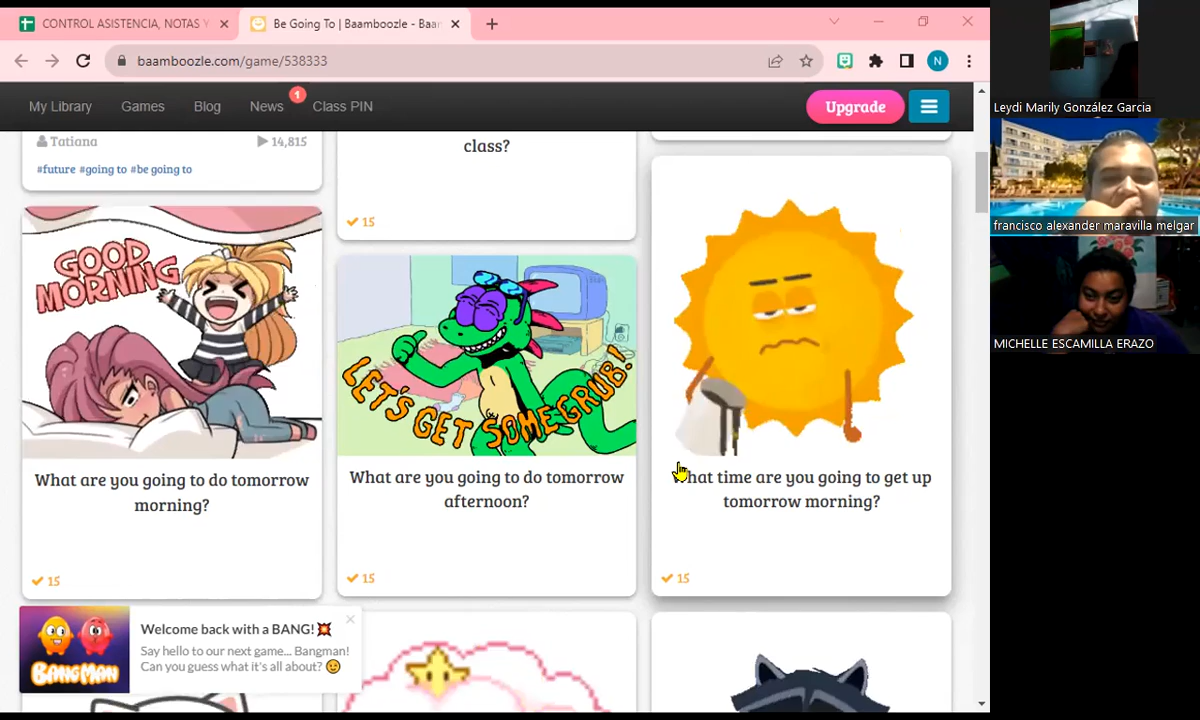 CONTROL ASISTENCIA, NOTAS Y
Be Going To | Baamboozle - Baam
baamboozle.com/game/538333
N
My Library
Games
Blog
News
1
Class PIN
Upgrade
Tatiana
14,815
#future #going to #be going to
class?
15
GOOD
MORNING
What are you going to do tomorrow
morning?
15
LET'S GET SOME GRUB!
What are you going to do tomorrow
afternoon?
15
What time are you going to get up
tomorrow morning?
15
BANGMAN
Welcome back with a BANG!
Say hello to our next game... Bangman!
Can you guess what it's all about?
Leydi Marily González Garcia
francisco alexander maravilla melgar
MICHELLE ESCAMILLA ERAZO